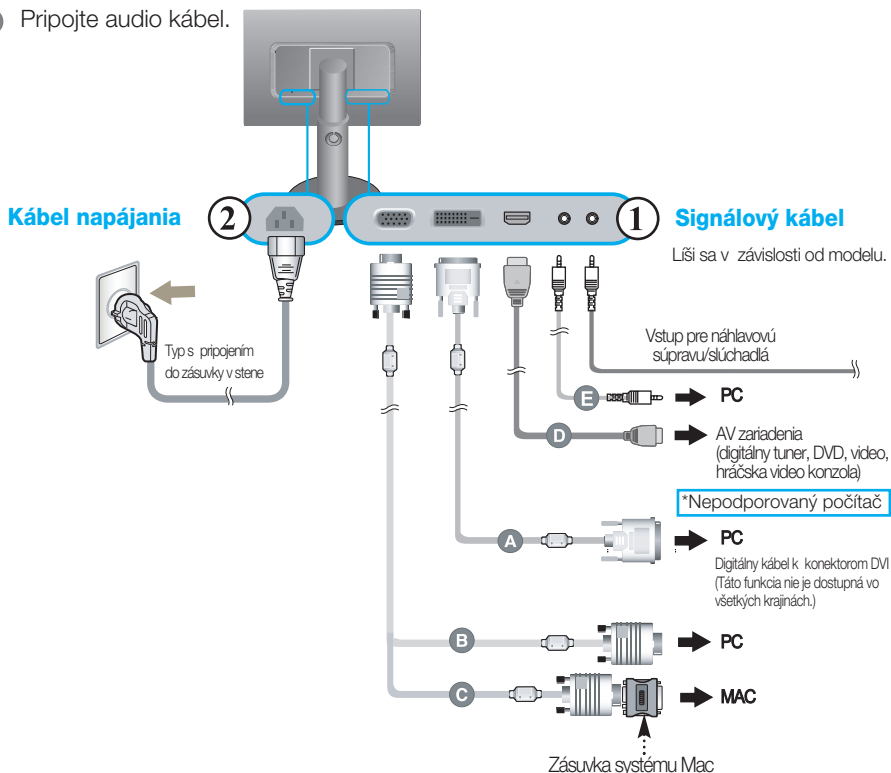 Pripojte audio kábel.
Kábel napájania
2
1
Signálový kábel
Líši sa v závislosti od modelu.
Typ s pripojením
do zásuvky v stene
Vstup pre náhlavovú
súpravu/slúchadlá
E
PC
D
AV zariadenia
(digitálny tuner, DVD, video,
hráčska video konzola)
*Nepodporovaný počítač
A
PC
Digitálny kábel k konektorom DVI
(Táto funkcia nie je dostupná vo
všetkých krajinách.)
B
PC
C
MAC
Zásuvka systému Mac